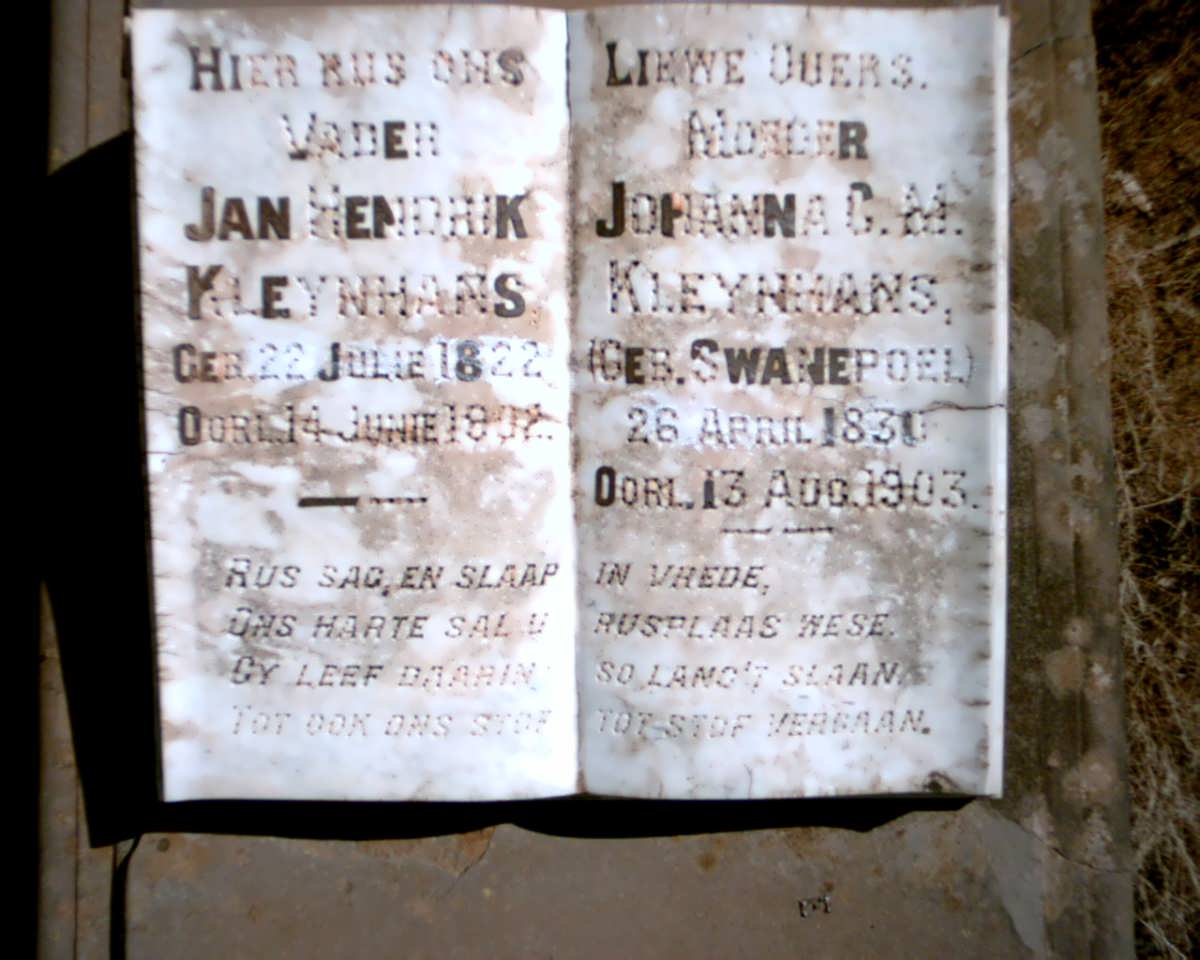 HIER RUS ONS LIEWE OUERS.
VADER
JAN HENDRIK
KLEYNHANS,
GEB. 22 JULIE 1822,
OORL. 14 JUNIE
MOEDER
JOHANNA C. M.
KLEYNHANS,
(GEB. SWANEPOEL)
26 APRIL 1830
OORL. 13 AUG. 1903.
RUS SAG, EN SLAAP IN VREDE,
ONS HARTE SAL U RUSPLAAS WESE.
GY LEEF DAARIN SO LANG'T SLAAN,
TOT OOK ONS STOF TOT STOF VERGAAN.